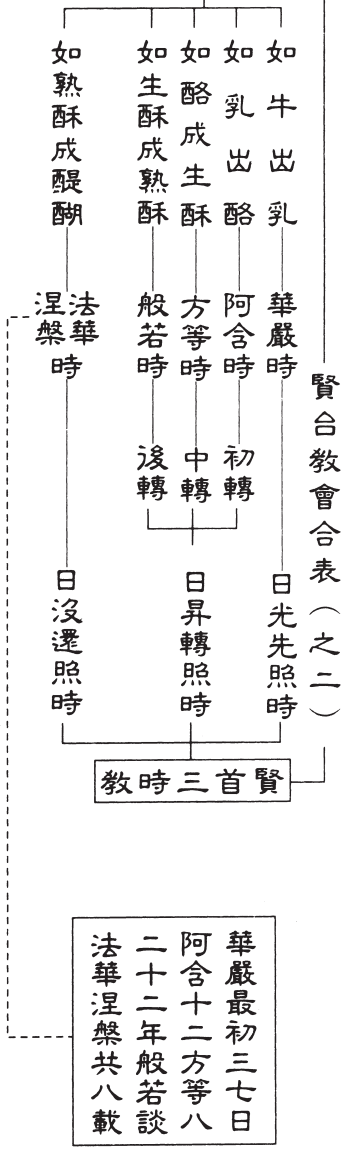 賢台教會合表（之二）
如牛出乳
華嚴時
日光先照時
如乳出酪
阿含時
初轉
如酪成生酥
方等時
中轉
日昇轉照時
如生酥成熟酥
般若時
後轉
如熟酥成醍醐
法華
涅槃
時
日沒還照時
賢首三時教
華嚴最初三七日
阿含十二方等八
二十二年般若談
法華涅槃共八載